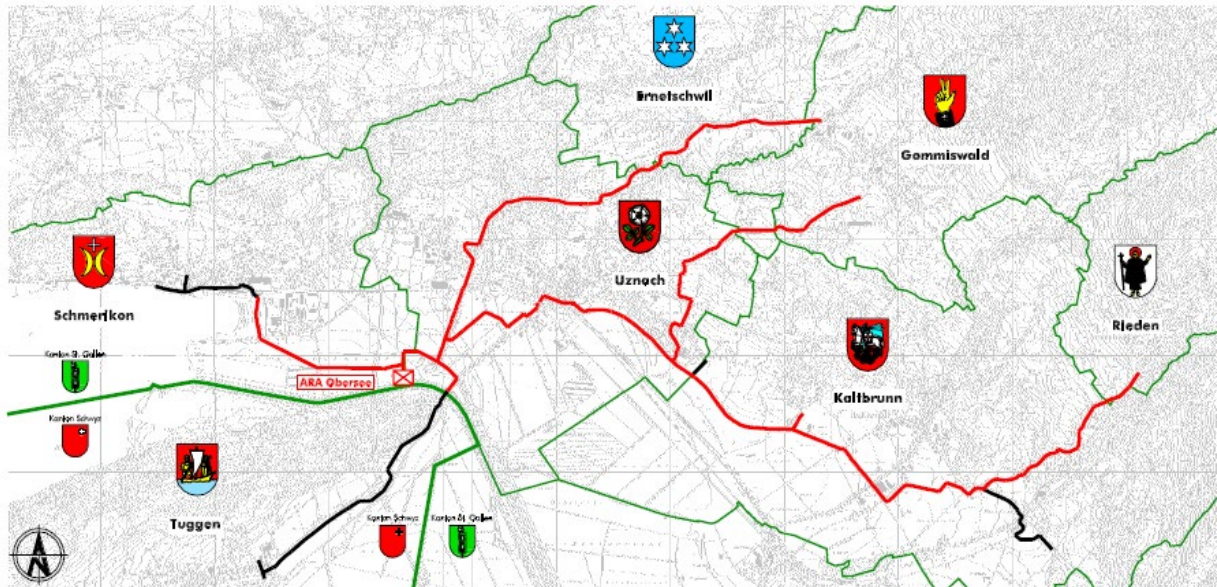 Ernetschwil
Gommiswald
Uznach
Rieden
Schmerikon
Kanton St. Gallen
ARA Obersee
Kaltbrunn
Kanton Schwyz
Tuggen
Kanton Schwyz
Kanton St. Gallen
N